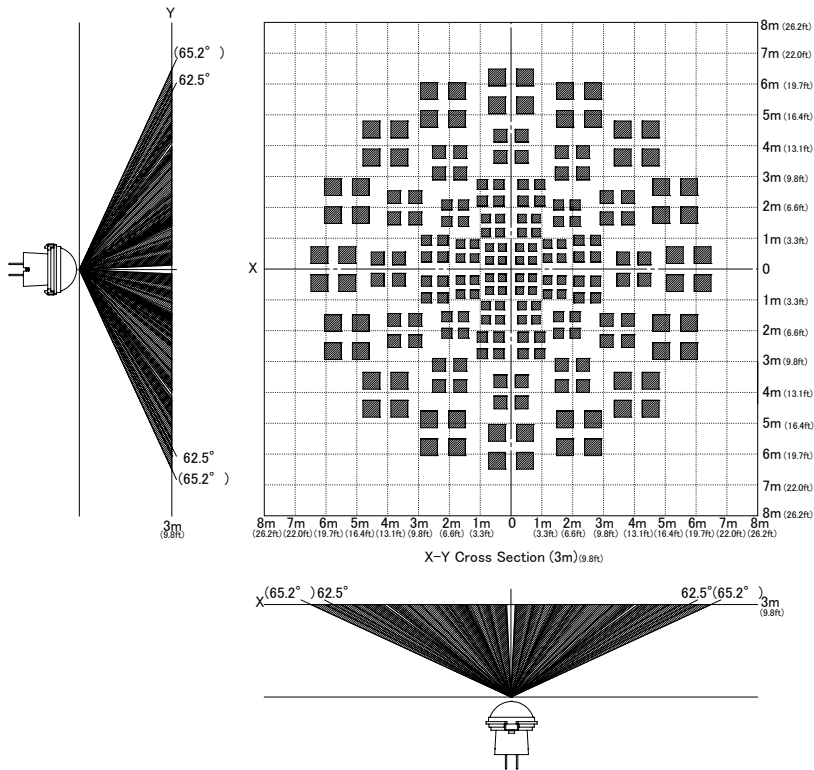 Y
(65.2° )
62.5°
62.5°
(65.2° )
3m
(9.8ft)
8m (26.2ft)
7m (22.0ft)
6m (19.7ft)
5m (16.4ft)
4m (13.1ft)
3m (9.8ft)
2m (6.6ft)
1m (3.3ft)
X 0
1m (3.3ft)
2m (6.6ft)
3m (9.8ft)
4m (13.1ft)
5m (16.4ft)
6m (19.7ft)
7m (22.0ft)
8m (26.2ft)
8m 7m 6m 5m 4m 3m 2m 1m 0 1m 2m 3m 4m 5m 6m 7m 8m
(26.2ft) (22.0ft) (19.7ft) (16.4ft) (13.1ft) (9.8ft) (6.6ft) (3.3ft) (3.3ft) (6.6ft) (9.8ft) (13.1ft) (16.4ft) (19.7ft) (22.0ft) (26.2ft)
X-Y Cross Section (3m)(9.8ft)
X (65.2° ) 62.5° 62.5° (65.2° ) 3m
(9.8ft)